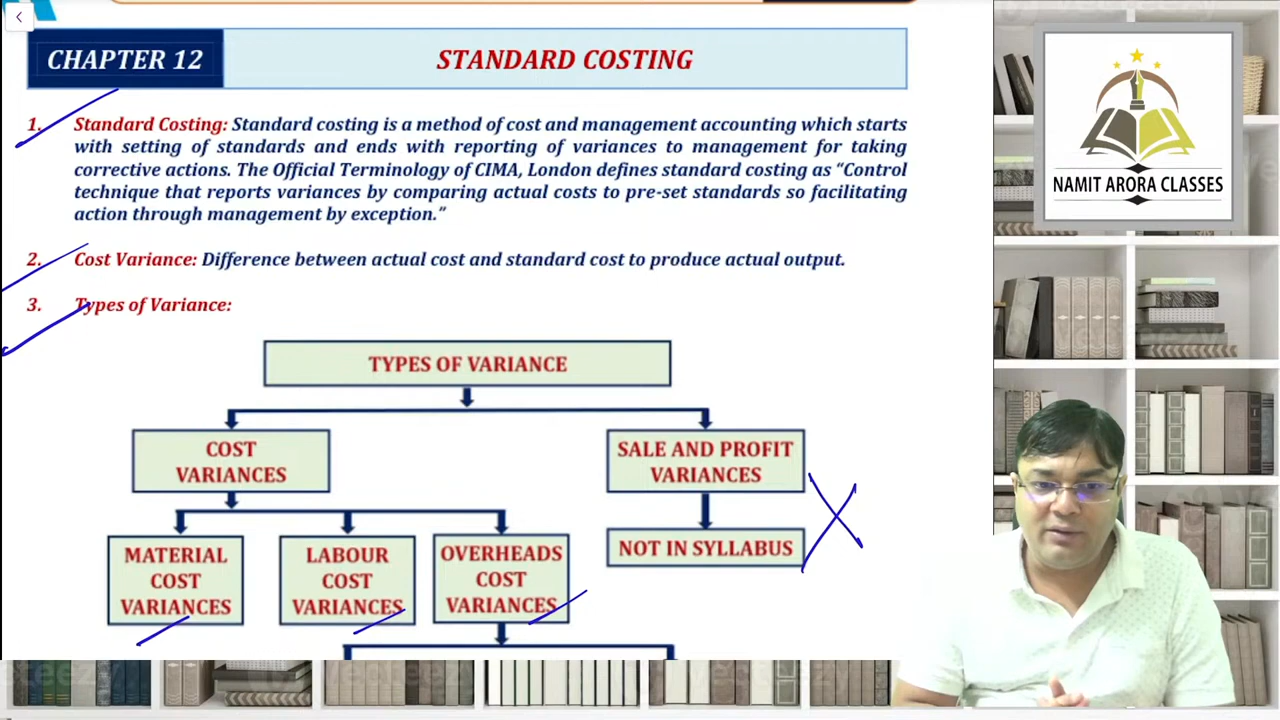 CHAPTER 12
STANDARD COSTING
1. Standard Costing: Standard costing is a method of cost and management accounting which starts
with setting of standards and ends with reporting of variances to management for taking
corrective actions. The Official Terminology of CIMA, London defines standard costing as “Control
technique that reports variances by comparing actual costs to pre-set standards so facilitating
action through management by exception.”
2. Cost Variance: Difference between actual cost and standard cost to produce actual output.
3. Types of Variance:
TYPES OF VARIANCE
COST
VARIANCES
SALE AND PROFIT
VARIANCES
MATERIAL
COST
VARIANCES
LABOUR
COST
VARIANCES
OVERHEADS
COST
VARIANCES
NOT IN SYLLABUS
NAMIT ARORA CLASSES